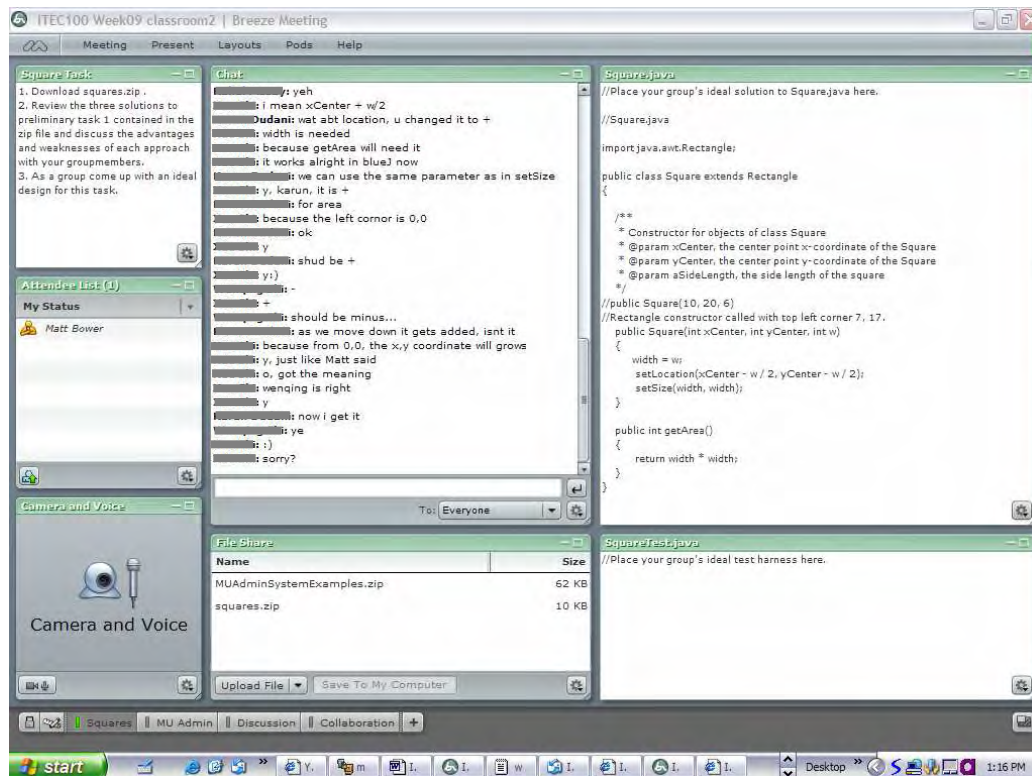 ITEC100 Week09 classroom2 | Breeze Meeting
Meeting Present Layouts Pods Help
Square Task
1. Download squares.zip .
2. Review the three solutions to
preliminary task 1 contained in the
zip file and discuss the advantages
and weaknesses of each approach
with your groupmembers.
3. As a group come up with an ideal
design for this task.
Attendee List (1)
My Status
Matt Bower
Camera and Voice
Camera and Voice
Chat
y: yeh
: i mean xCenter + w/2
Dudani: wat abt location, u changed it to +
: width is needed
: because getArea will need it
: it works alright in blueJ now
: we can use the same parameter as in setSize
: y, karun, it is +
: for area
: because the left cornor is 0,0
: ok
y
: shud be +
y:)
: -
: +
: should be minus...
: as we move down it gets added, isnt it
: because from 0,0, the x,y coordinate will grows
: y, just like Matt said
: o, got the meaning
: wenqing is right
: y
: now i get it
: ye
: :)
: sorry?
To: Everyone
File Share
Name Size
MUAdminSystemExamples.zip 62 KB
squares.zip 10 KB
Upload File Save To My Computer
Square.java
//Place your group's ideal solution to Square.java here.
//Square.java
import java.awt.Rectangle;
public class Square extends Rectangle
{
/**
* Constructor for objects of class Square
* @param xCenter, the center point x-coordinate of the Square
* @param yCenter, the center point y-coordinate of the Square
* @param aSideLength, the side length of the square
*/
//public Square(10, 20, 6)
//Rectangle constructor called with top left corner 7, 17.
public Square(int xCenter, int yCenter, int w)
{
width = w;
setLocation(xCenter - w / 2, yCenter - w / 2);
setSize(width, width);
}
public int getArea()
{
return width * width;
}
}
SquareTest.java
//Place your group's ideal test harness here.
Squares MU Admin Discussion Collaboration +
start » Y. m I. I. w I. I. I. I. Desktop » 1:16 PM